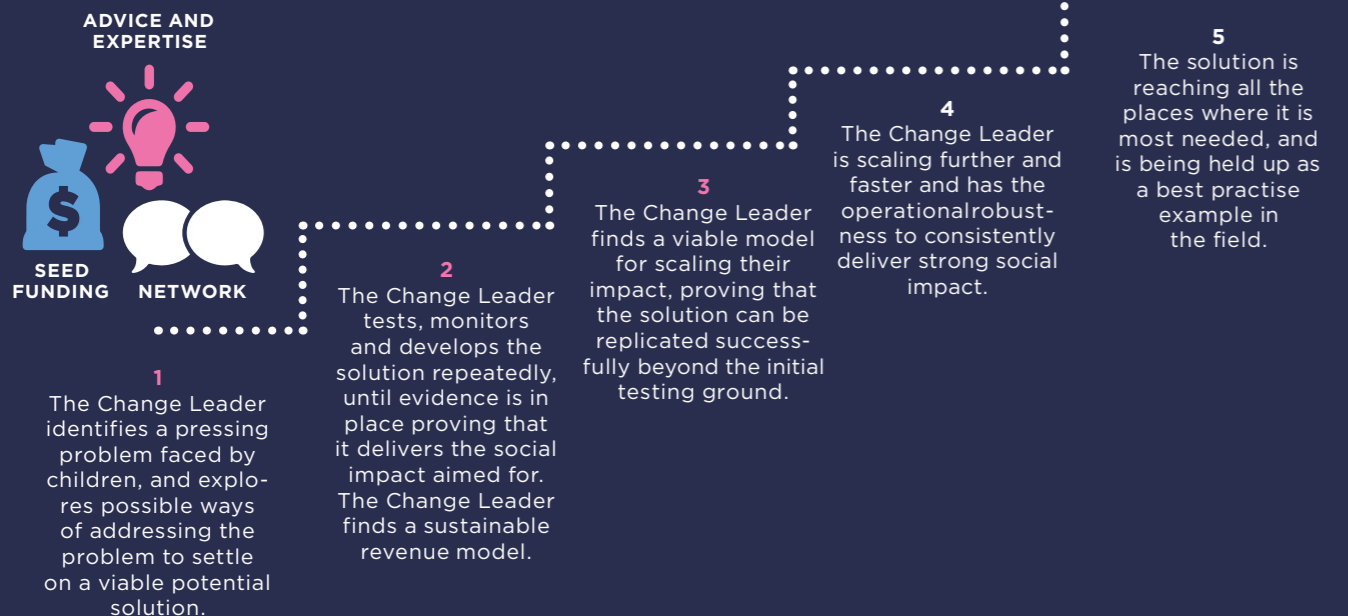 ADVICE AND
EXPERTISE
$
SEED
FUNDING
NETWORK
1
The Change Leader
identifies a pressing
problem faced by
children, and explo-
res possible ways
of addressing the
problem to settle
on a viable potential
solution.
2
The Change Leader
tests, monitors
and develops the
solution repeatedly,
until evidence is in
place proving that
it delivers the social
impact aimed for.
The Change Leader
finds a sustainable
revenue model.
3
The Change Leader
finds a viable model
for scaling their
impact, proving that
the solution can be
replicated success-
fully beyond the initial
testing ground.
4
The Change Leader
is scaling further and
faster and has the
operationalrobust-
ness to consistently
deliver strong social
impact.
5
The solution is
reaching all the
places where it is
most needed, and
is being held up as
a best practise
example in
the field.